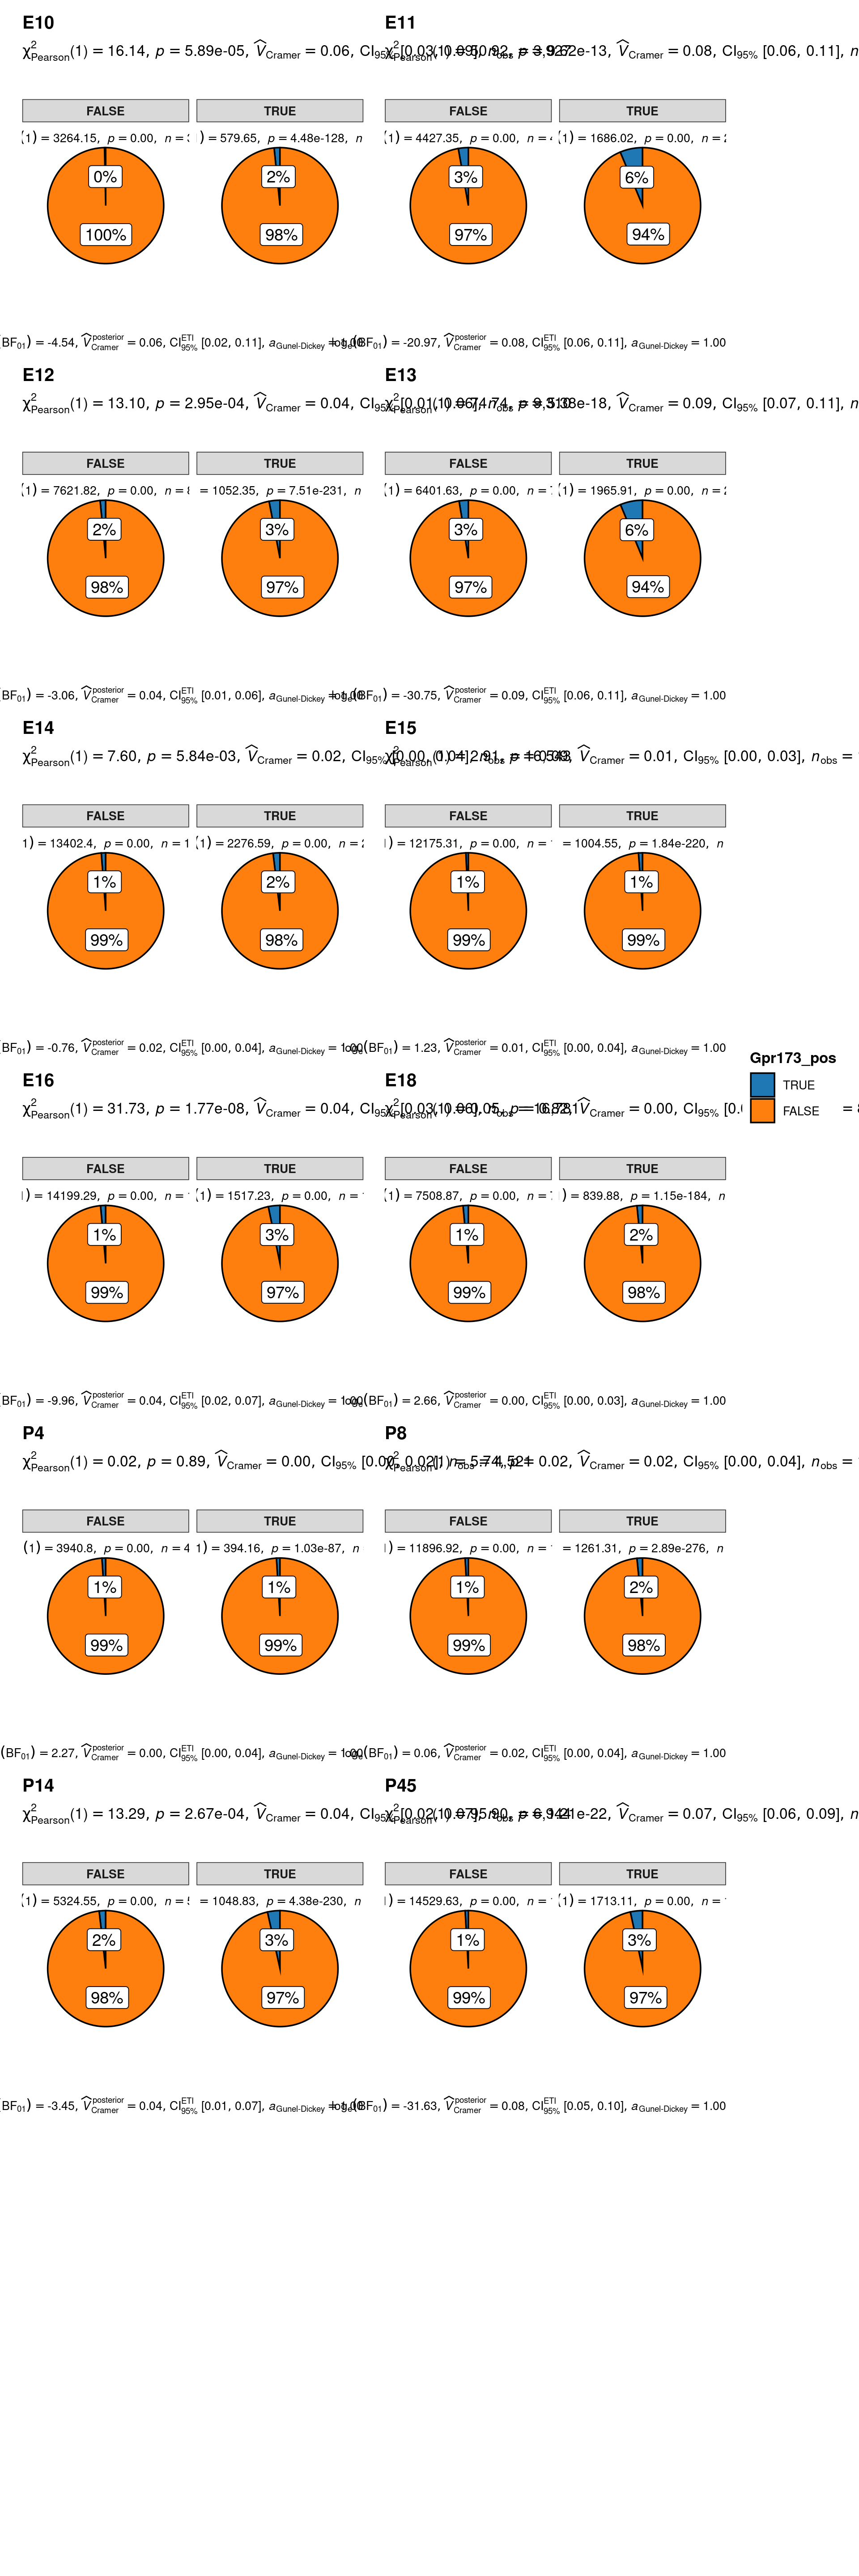 E10
χ²Pearson(1) = 16.14, p = 5.89e-05, V̂Cramer = 0.06, CI95% [0.03, 0.09], nobs = 3,927
FALSE TRUE
(1) = 3264.15, p = 0.00, n = ) = 579.65, p = 4.48e-128, n
0% 2%
100% 98%
(BF01) = -4.54, V̂posteriorCramer = 0.06, CIETI95% [0.02, 0.11], aGunel-Dickey = 1.00
E11
χ²Pearson(1) = 50.92, p = 9.62e-13, V̂Cramer = 0.08, CI95% [0.06, 0.11], n
FALSE TRUE
(1) = 4427.35, p = 0.00, n = (1) = 1686.02, p = 0.00, n =
3% 6%
97% 94%
loge(BF01) = -20.97, V̂posteriorCramer = 0.08, CIETI95% [0.06, 0.11], aGunel-Dickey = 1.00
E12
χ²Pearson(1) = 13.10, p = 2.95e-04, V̂Cramer = 0.04, CI95% [0.01, 0.06], nobs =
FALSE TRUE
(1) = 7621.82, p = 0.00, n = = 1052.35, p = 7.51e-231, n
2% 3%
98% 97%
(BF01) = -3.06, V̂posteriorCramer = 0.04, CIETI95% [0.01, 0.06], aGunel-Dickey = 1.00
E13
χ²Pearson(1) = 74.74, p = 5.38e-18, V̂Cramer = 0.09, CI95% [0.07, 0.11], n
FALSE TRUE
(1) = 6401.63, p = 0.00, n = (1) = 1965.91, p = 0.00, n =
3% 6%
97% 94%
loge(BF01) = -30.75, V̂posteriorCramer = 0.09, CIETI95% [0.06, 0.11], aGunel-Dickey = 1.00
E14
χ²Pearson(1) = 7.60, p = 5.84e-03, V̂Cramer = 0.02, CI95% [0.00, 0.04], nobs =
FALSE TRUE
1) = 13402.4, p = 0.00, n = 1 (1) = 2276.59, p = 0.00, n =
1% 2%
99% 98%
(BF01) = -0.76, V̂posteriorCramer = 0.02, CIETI95% [0.00, 0.04], aGunel-Dickey = 1.00
E15
χ²Pearson(1) = 2.91, p = V̂Cramer = 0.01, CI95% [0.00, 0.03], nobs =
FALSE TRUE
) = 12175.31, p = 0.00, n = = 1004.55, p = 1.84e-220, n
1% 1%
99% 99%
loge(BF01) = 1.23, V̂posteriorCramer = 0.01, CIETI95% [0.00, 0.04], aGunel-Dickey = 1.00
Gpr173_pos
TRUE
FALSE
E16
χ²Pearson(1) = 31.73, p = 1.77e-08, V̂Cramer = 0.04, CI95% [0.03, 0.06], nobs =
FALSE TRUE
) = 14199.29, p = 0.00, n = (1) = 1517.23, p = 0.00, n =
1% 3%
99% 97%
(BF01) = -9.96, V̂posteriorCramer = 0.04, CIETI95% [0.02, 0.07], aGunel-Dickey = 1.00
E18
χ²Pearson(1) = 0.05, p = V̂Cramer = 0.00, CI95% = 8
FALSE TRUE
(1) = 7508.87, p = 0.00, n = ) = 839.88, p = 1.15e-184, n
1% 2%
99% 98%
loge(BF01) = 2.66, V̂posteriorCramer = 0.00, CIETI95% [0.00, 0.03], aGunel-Dickey = 1.00
P4
χ²Pearson(1) = 0.02, p = 0.89, V̂Cramer = 0.00, CI95% [0.00, 0.02], nobs = 4,521
FALSE TRUE
(1) = 3940.8, p = 0.00, n = 4 1) = 394.16, p = 1.03e-87, n
1% 1%
99% 99%
(BF01) = 2.27, V̂posteriorCramer = 0.00, CIETI95% [0.00, 0.04], aGunel-Dickey = 1.00
P8
χ²Pearson(1) = 5.74, p = 0.02, V̂Cramer = 0.02, CI95% [0.00, 0.04], nobs =
FALSE TRUE
) = 11896.92, p = 0.00, n = = 1261.31, p = 2.89e-276, n
1% 2%
99% 98%
loge(BF01) = 0.06, V̂posteriorCramer = 0.02, CIETI95% [0.00, 0.04], aGunel-Dickey = 1.00
P14
χ²Pearson(1) = 13.29, p = 2.67e-04, V̂Cramer = 0.04, CI95% [0.02, 0.07], nobs =
FALSE TRUE
(1) = 5324.55, p = 0.00, n = = 1048.83, p = 4.38e-230, n
2% 3%
98% 97%
(BF01) = -3.45, V̂posteriorCramer = 0.04, CIETI95% [0.01, 0.07], aGunel-Dickey = 1.00
P45
χ²Pearson(1) = 95.90, p = V̂Cramer = 0.07, CI95% [0.06, 0.09], n
FALSE TRUE
) = 14529.63, p = 0.00, n = (1) = 1713.11, p = 0.00, n =
1% 3%
99% 97%
loge(BF01) = -31.63, V̂posteriorCramer = 0.08, CIETI95% [0.05, 0.10], aGunel-Dickey = 1.00